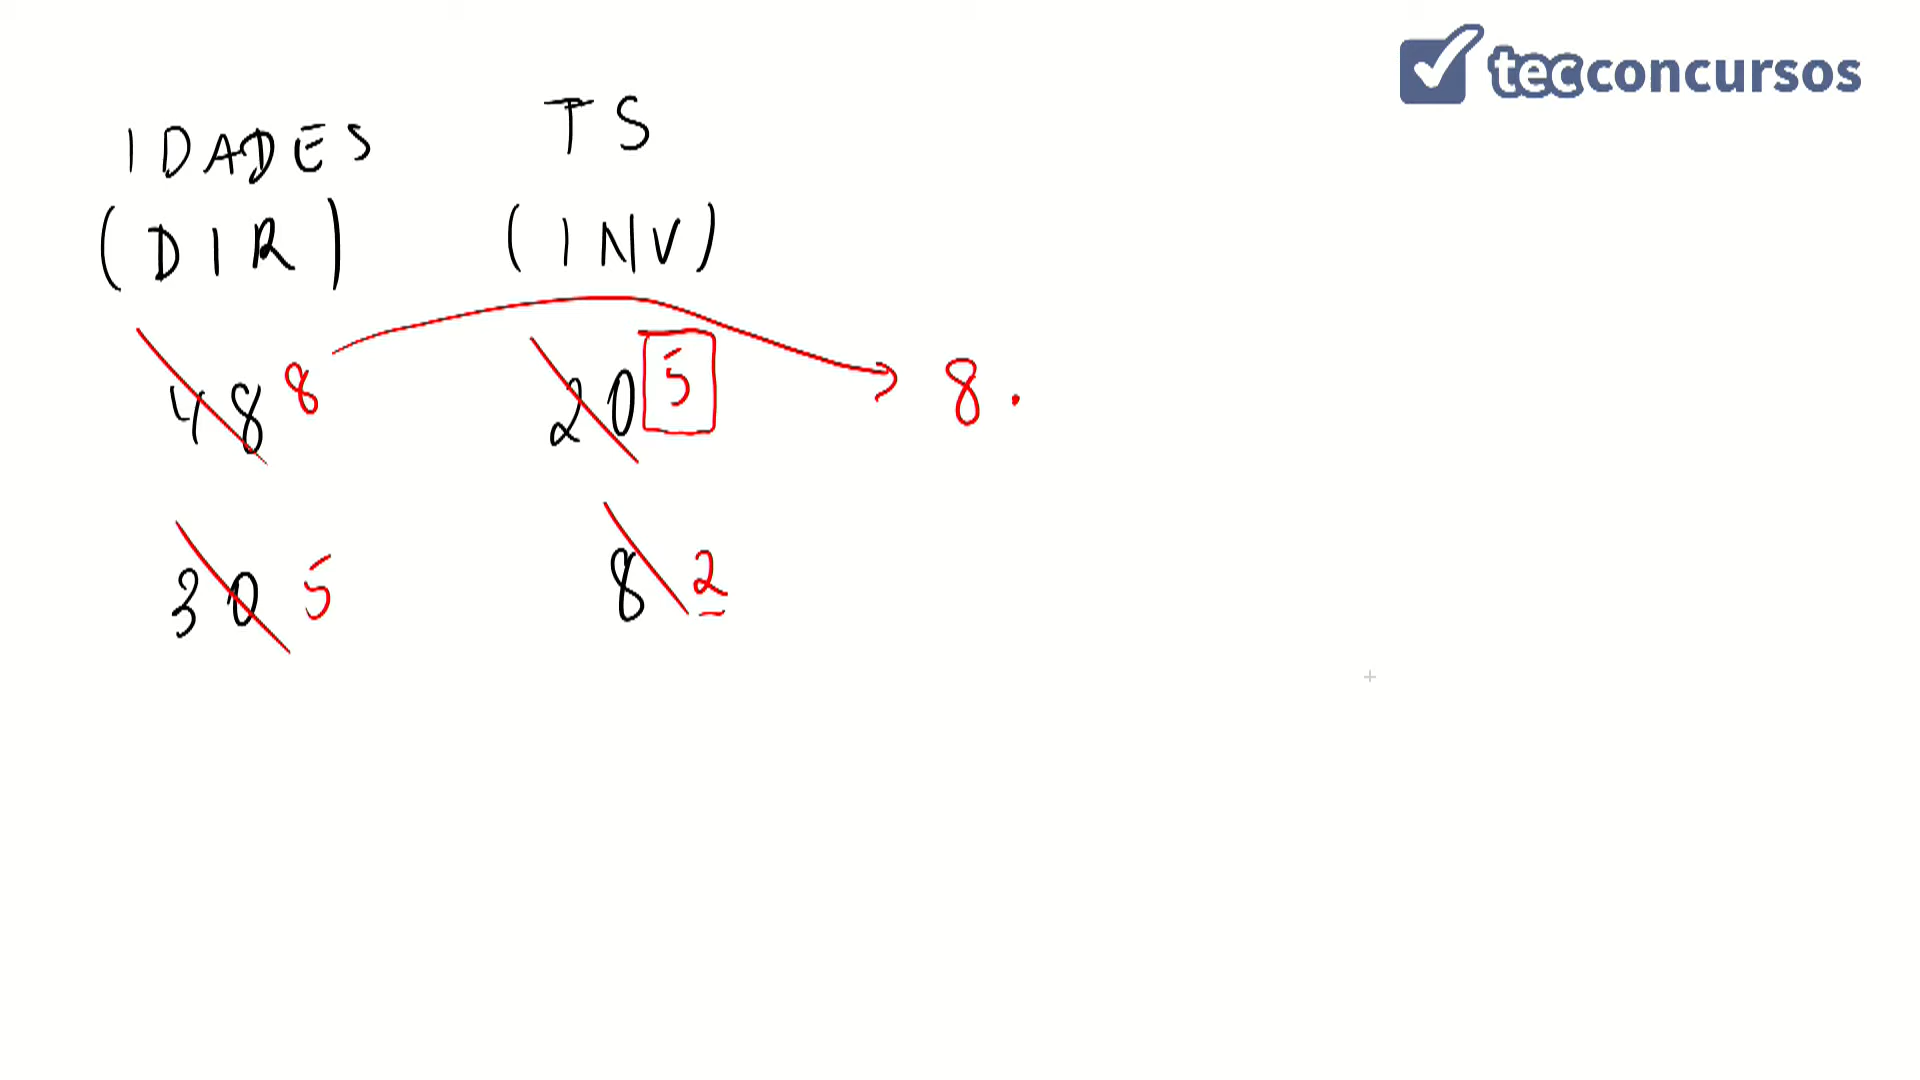 tecconcursos
IDADES TS
(DIR) (INV)
48 8 20 5 8.
30 5 8 2